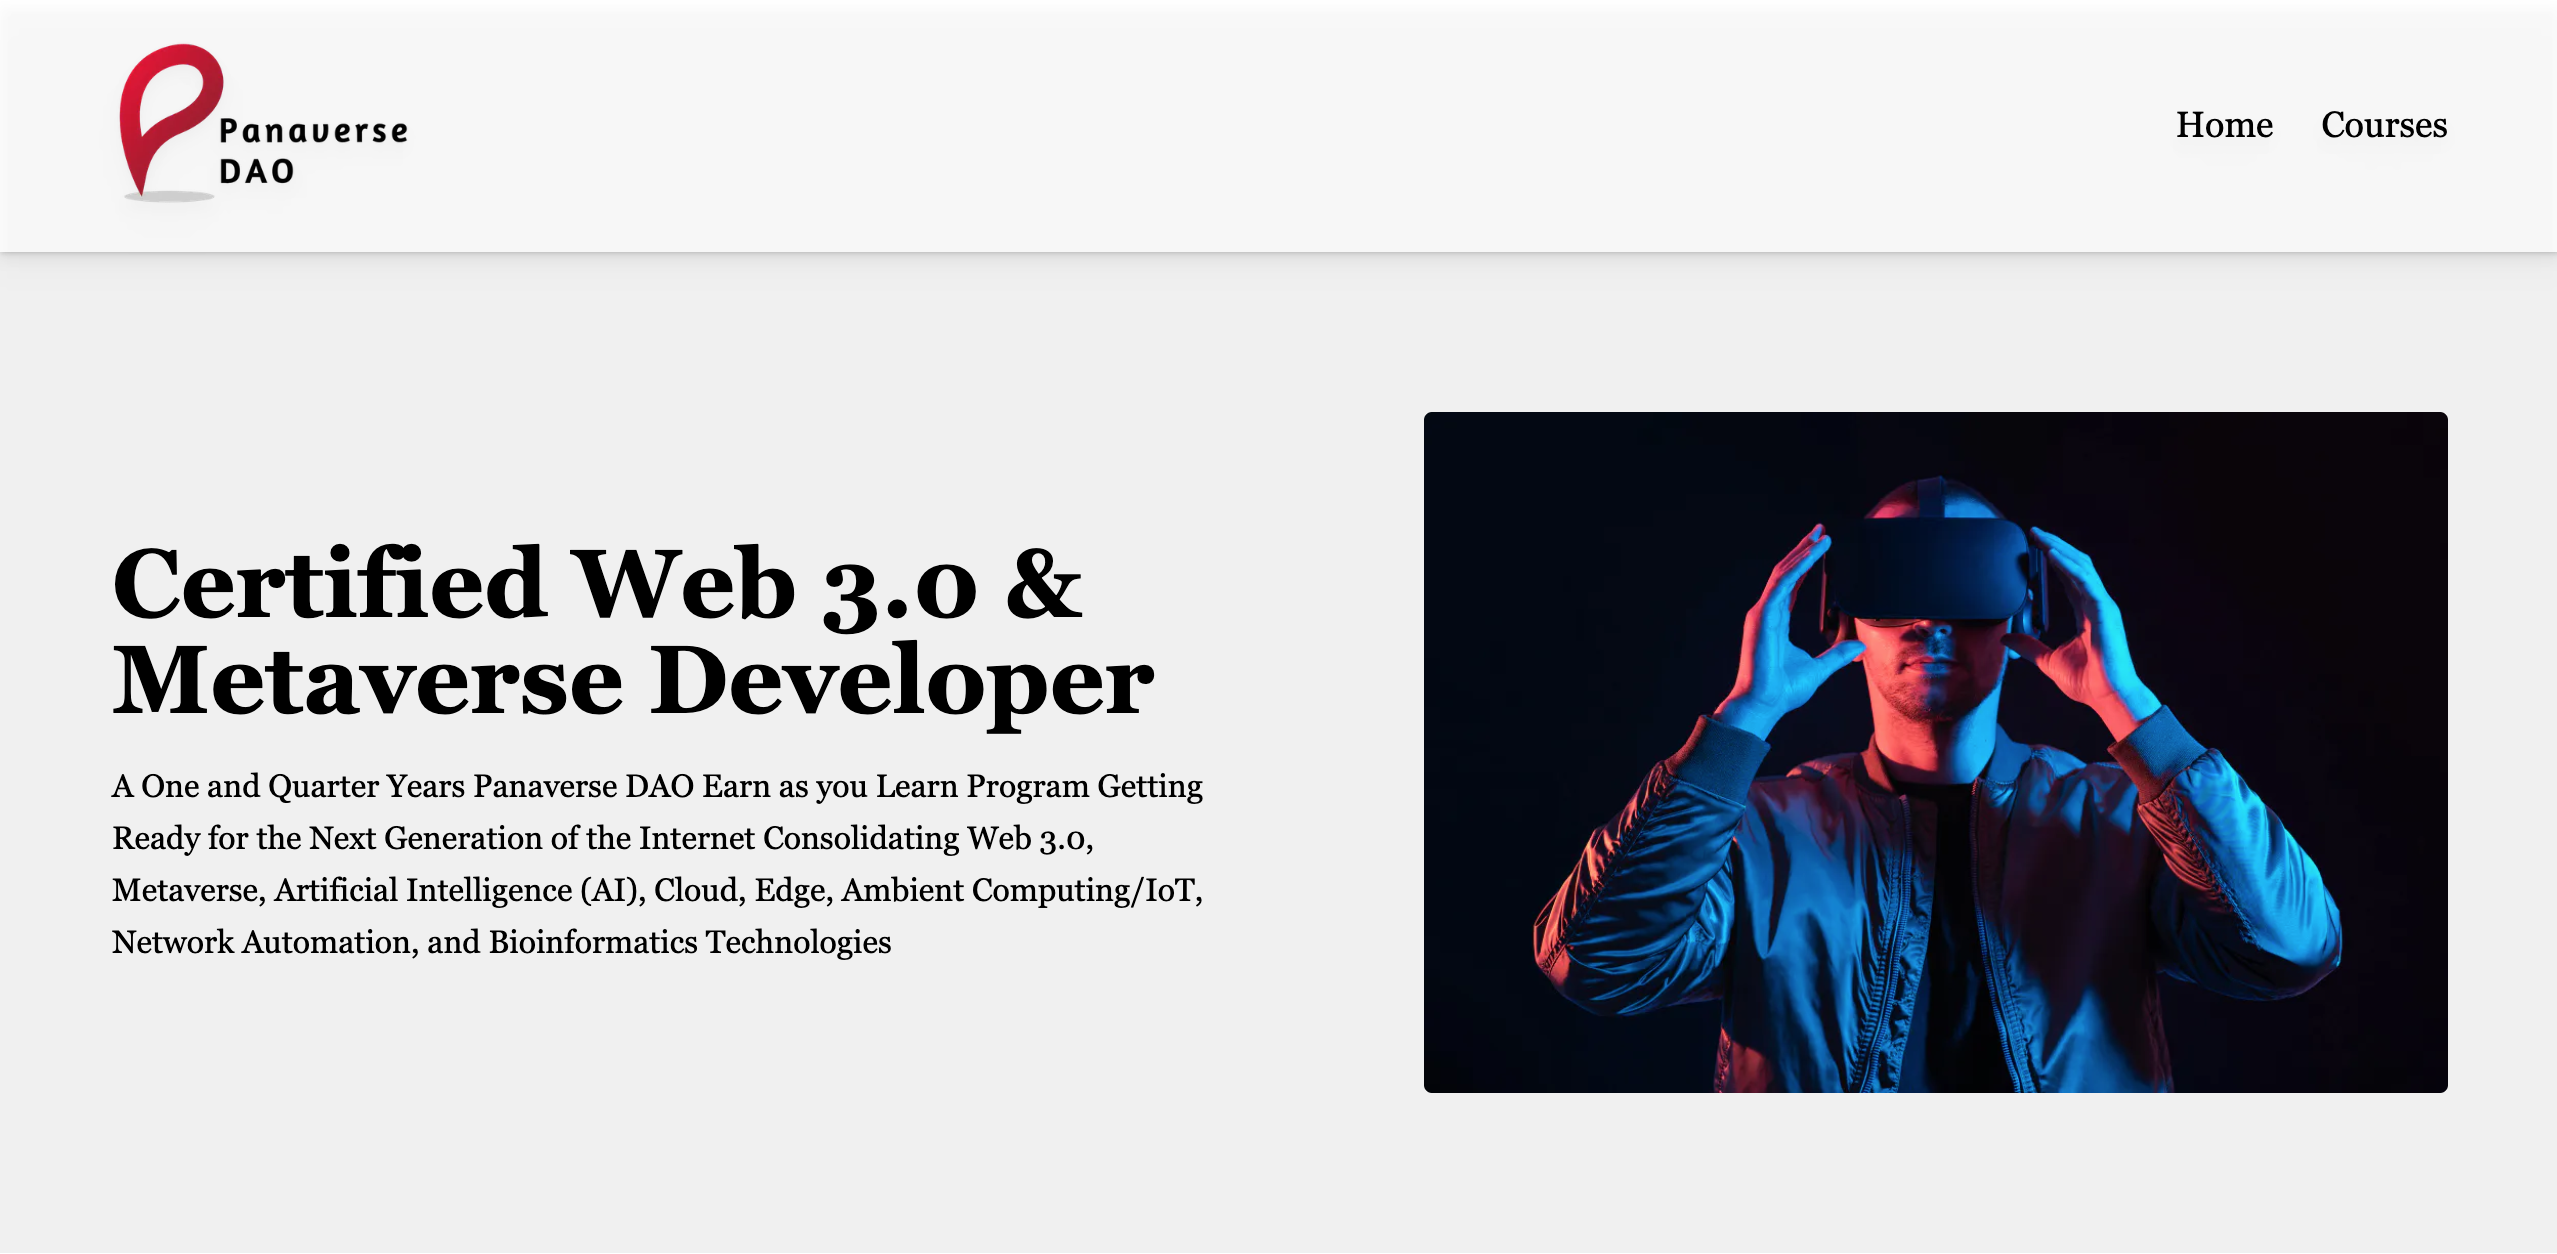 Panaverse
DAO
Home
Courses
Certified Web 3.0 &
Metaverse Developer
A One and Quarter Years Panaverse DAO Earn as you Learn Program Getting
Ready for the Next Generation of the Internet Consolidating Web 3.0,
Metaverse, Artificial Intelligence (AI), Cloud, Edge, Ambient Computing/IoT,
Network Automation, and Bioinformatics Technologies